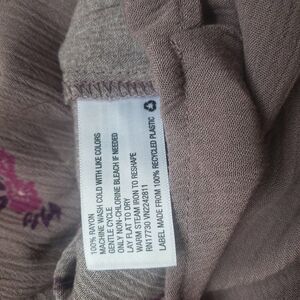 100% RAYON
MACHINE WASH COLD WITH LIKE COLORS
GENTLE CYCLE
ONLY NON-CHLORINE BLEACH IF NEEDED
LAY FLAT TO DRY
WARM STEAM IRON TO RESHAPE
RN17730 VN2242811
LABEL MADE FROM 100% RECYCLED PLASTIC